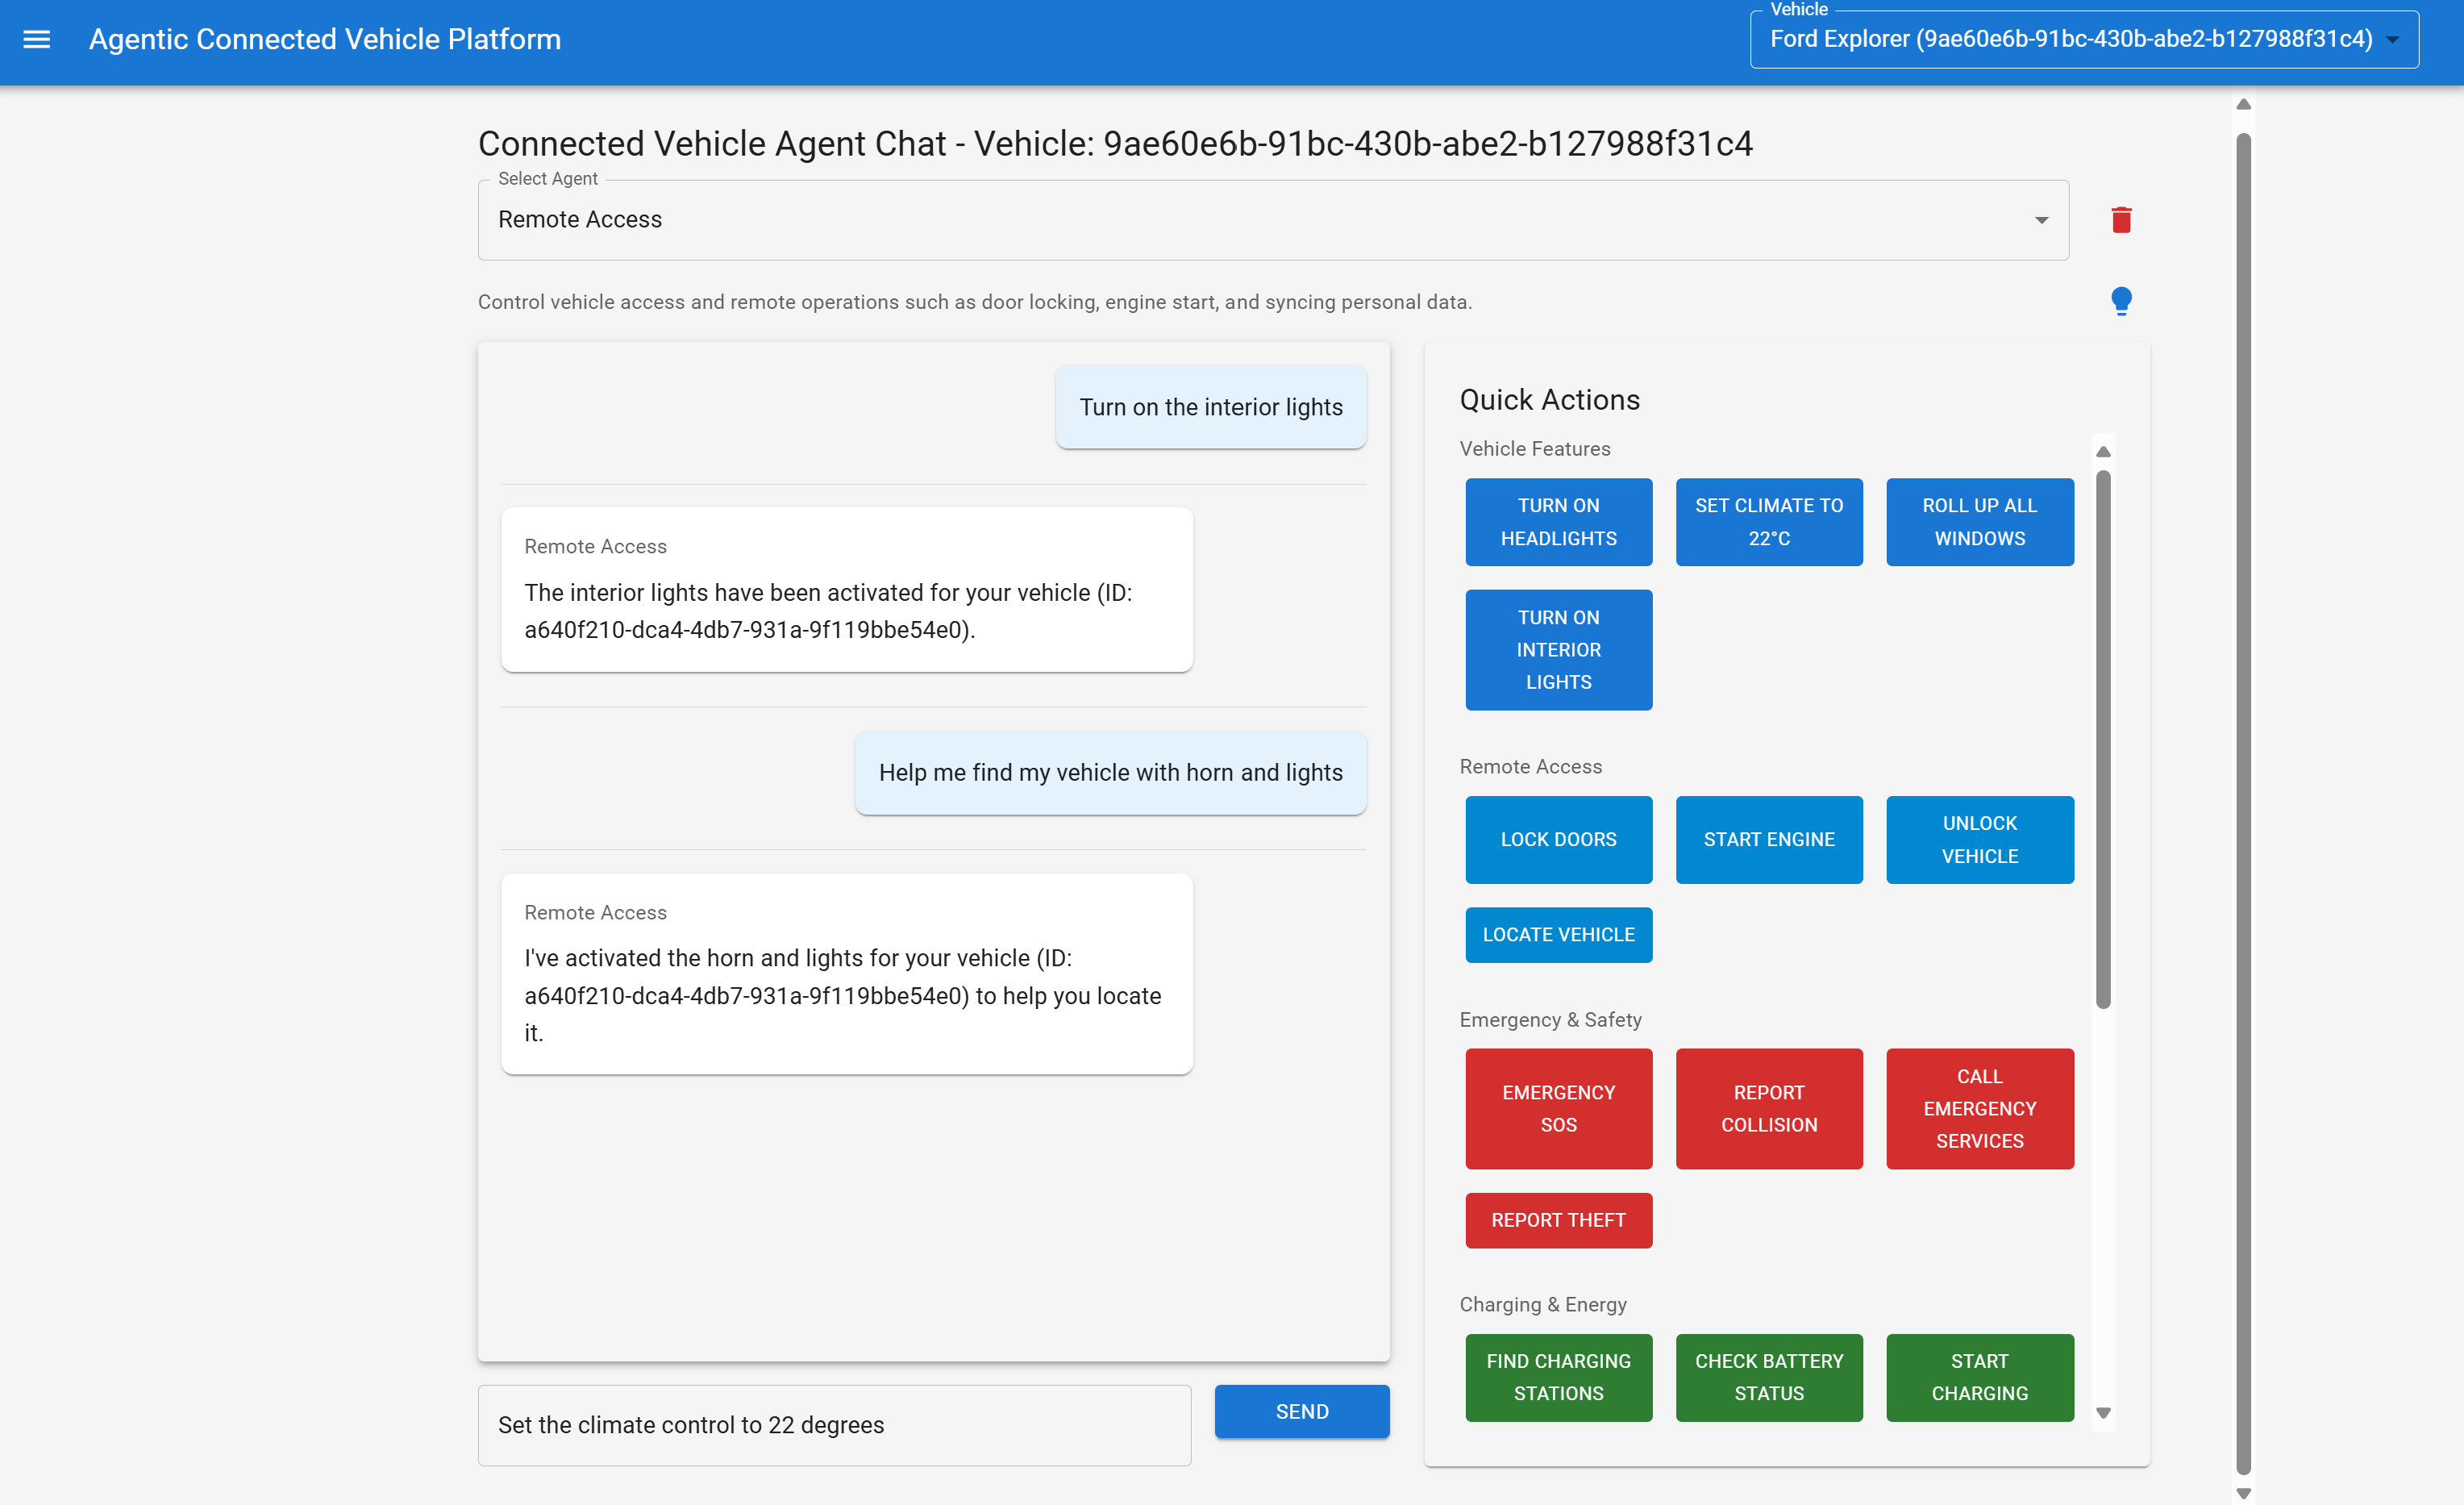 Agentic Connected Vehicle Platform
Vehicle
Ford Explorer (9ae60e6b-91bc-430b-abe2-b127988f31c4)
Connected Vehicle Agent Chat - Vehicle: 9ae60e6b-91bc-430b-abe2-b127988f31c4
Select Agent
Remote Access
Control vehicle access and remote operations such as door locking, engine start, and syncing personal data.
Turn on the interior lights
Remote Access
The interior lights have been activated for your vehicle (ID:
a640f210-dca4-4db7-931a-9f119bbe54e0).
Help me find my vehicle with horn and lights
Remote Access
I've activated the horn and lights for your vehicle (ID:
a640f210-dca4-4db7-931a-9f119bbe54e0) to help you locate
it.
Set the climate control to 22 degrees
SEND
Quick Actions
Vehicle Features
TURN ON
HEADLIGHTS
SET CLIMATE TO
22°C
ROLL UP ALL
WINDOWS
TURN ON
INTERIOR
LIGHTS
Remote Access
LOCK DOORS
START ENGINE
UNLOCK
VEHICLE
LOCATE VEHICLE
Emergency & Safety
EMERGENCY
SOS
REPORT
COLLISION
CALL
EMERGENCY
SERVICES
REPORT THEFT
Charging & Energy
FIND CHARGING
STATIONS
CHECK BATTERY
STATUS
START
CHARGING